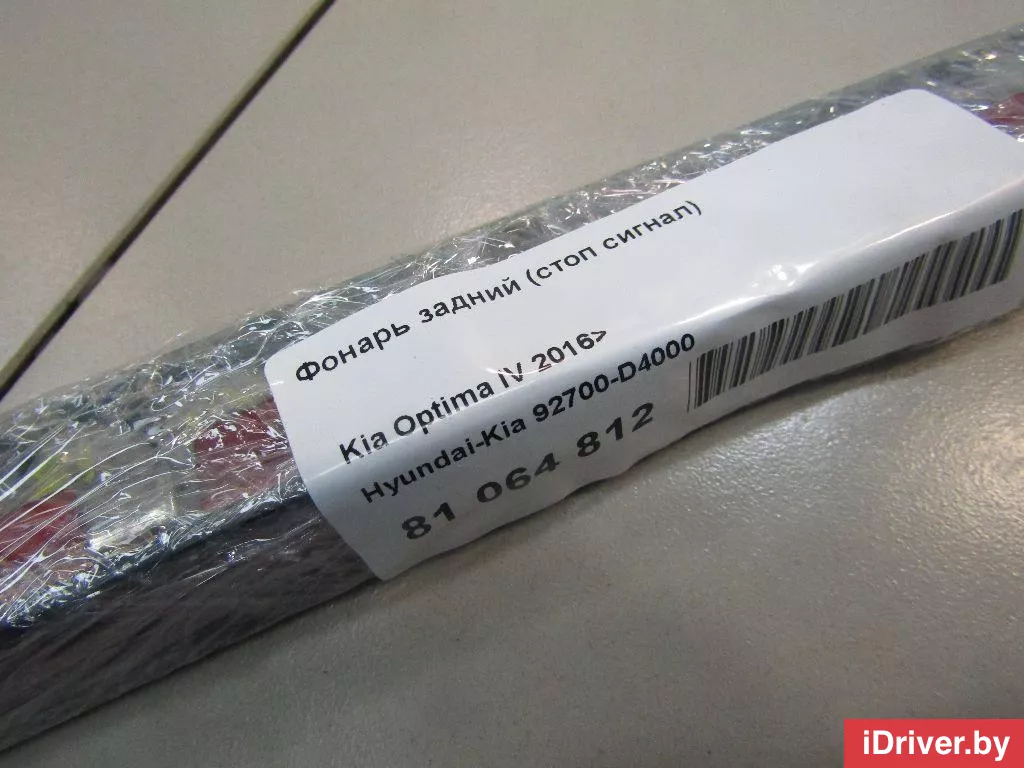 Фонарь задний (стоп сигнал)
Kia Optima IV 2016>
Hyundai-Kia 92700-D4000
81 064 812
iDriver.by